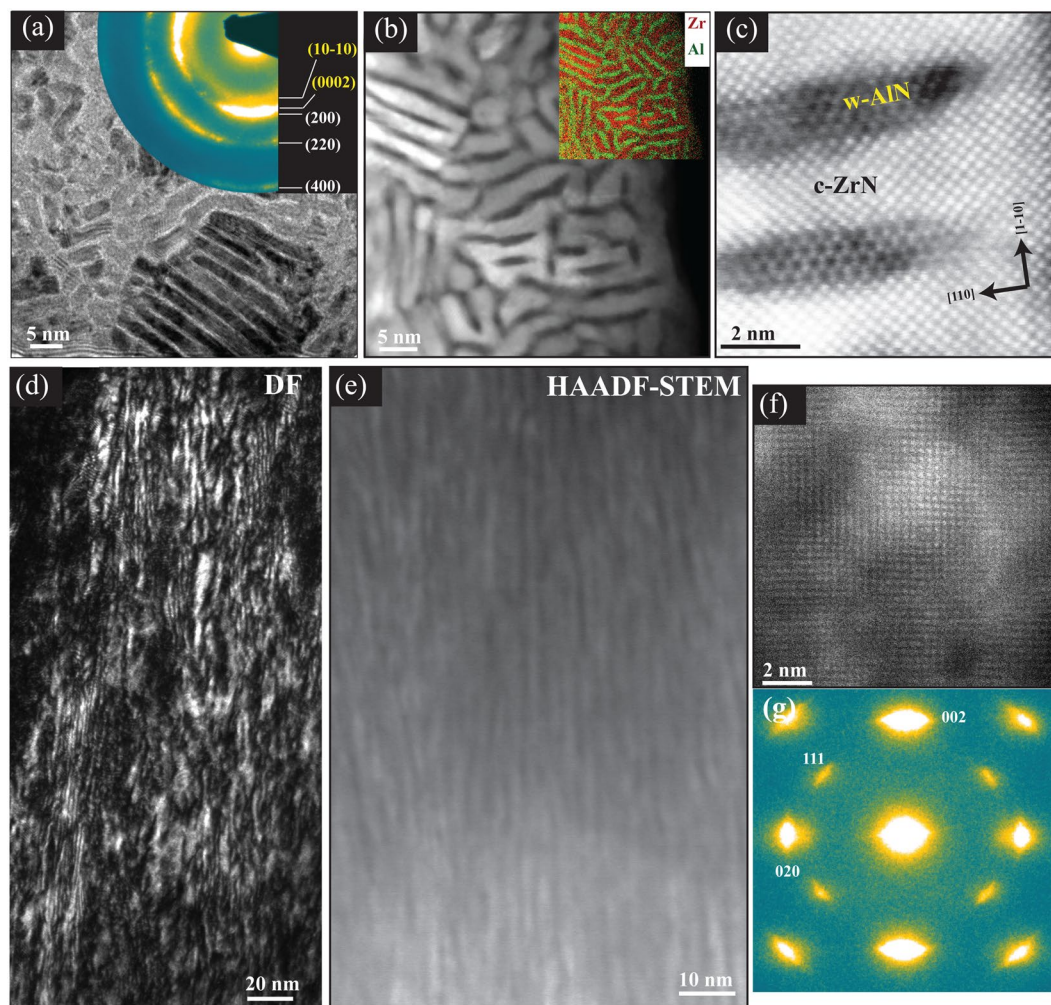 (a)
(10-10)
(0002)
(200)
(220)
(400)
5 nm
(b)
Zr
Al
5 nm
(c)
w-AlN
c-ZrN
[1-10]
[110]
2 nm
(d)
DF
20 nm
(e)
HAADF-STEM
10 nm
(f)
2 nm
(g)
002
111
020